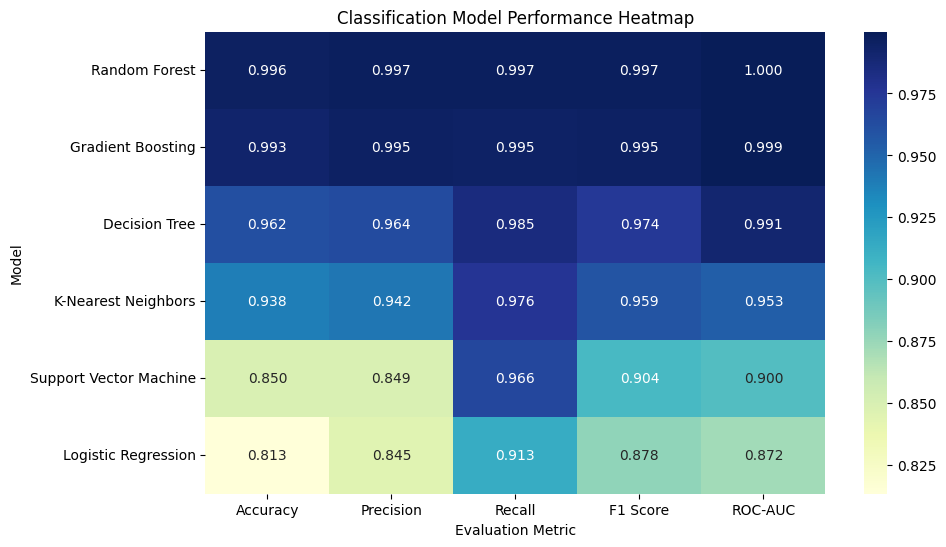 Classification Model Performance Heatmap
Random Forest 0.996 0.997 0.997 0.997 1.000
Gradient Boosting 0.993 0.995 0.995 0.995 0.999
Decision Tree 0.962 0.964 0.985 0.974 0.991
K-Nearest Neighbors 0.938 0.942 0.976 0.959 0.953
Support Vector Machine 0.850 0.849 0.966 0.904 0.900
Logistic Regression 0.813 0.845 0.913 0.878 0.872
Model
Accuracy Precision Recall F1 Score ROC-AUC
Evaluation Metric
0.975
0.950
0.925
0.900
0.875
0.850
0.825